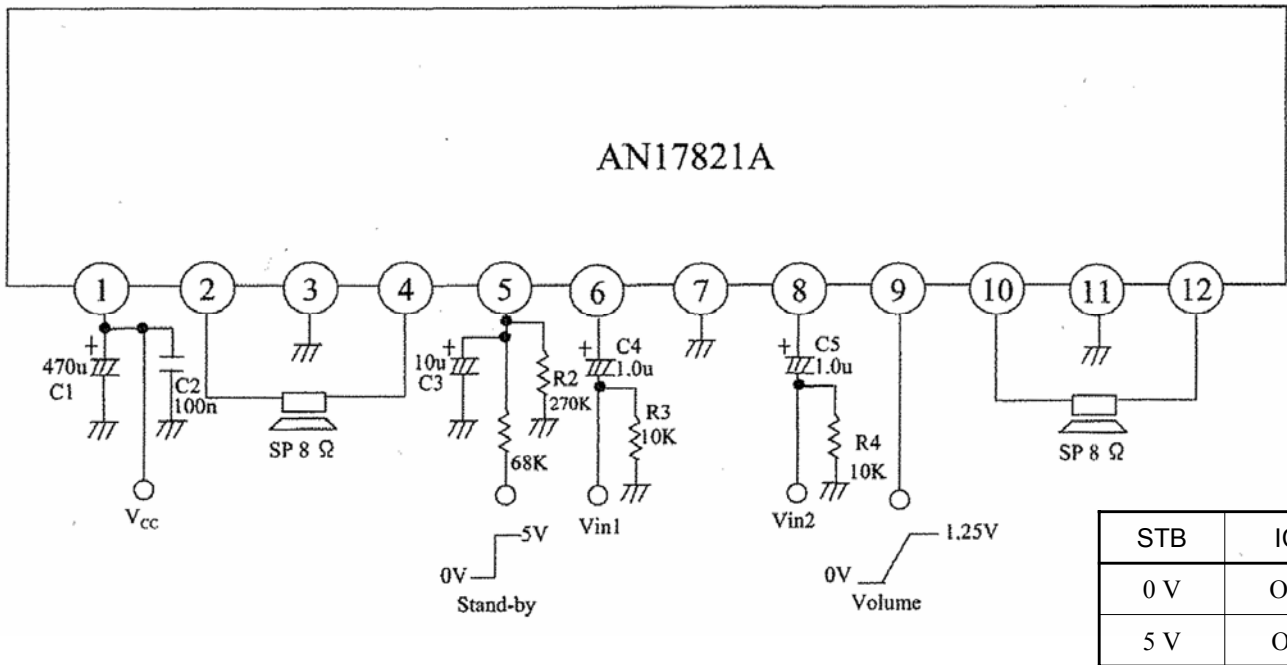 AN17821A
1 2 3 4 5 6 7 8 9 10 11 12
470u + C1
C2 100n
SP 8 Ω
V_CC
10u + C3
R2 270K
68K
0V 5V
Stand-by
+ C4 1.0u
R3 10K
Vin1
+ C5 1.0u
R4 10K
Vin2
0V 1.25V
Volume
SP 8 Ω
STB
0 V
5 V